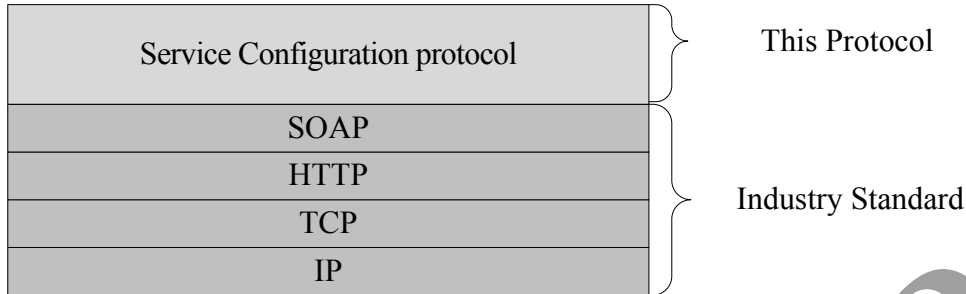 Service Configuration protocol
This Protocol
SOAP
HTTP
TCP
IP
Industry Standard